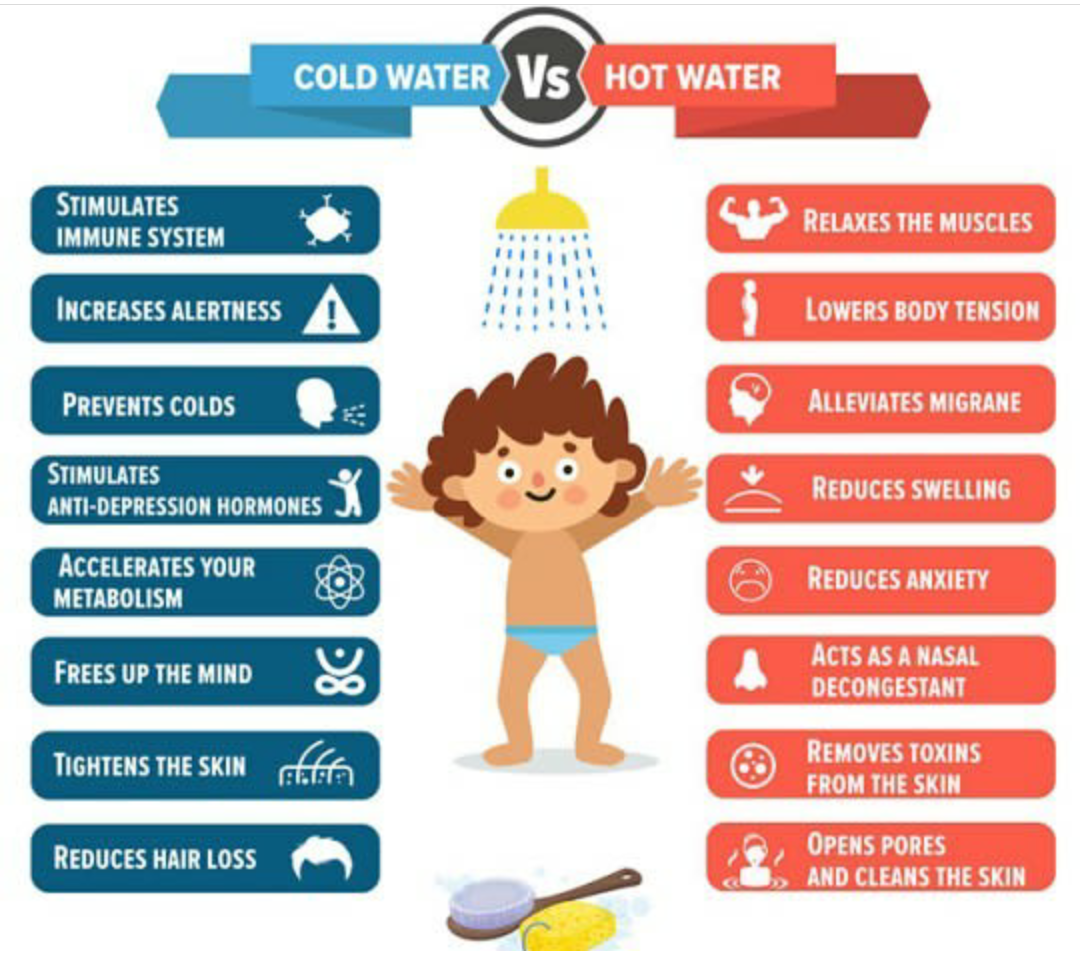 COLD WATER Vs HOT WATER
STIMULATES
IMMUNE SYSTEM
INCREASES ALERTNESS
PREVENTS COLDS
STIMULATES
ANTI-DEPRESSION HORMONES
ACCELERATES YOUR
METABOLISM
FREES UP THE MIND
TIGHTENS THE SKIN
REDUCES HAIR LOSS
RELAXES THE MUSCLES
LOWERS BODY TENSION
ALLEVIATES MIGRANE
REDUCES SWELLING
REDUCES ANXIETY
ACTS AS A NASAL
DECONGESTANT
REMOVES TOXINS
FROM THE SKIN
OPENS PORES
AND CLEANS THE SKIN